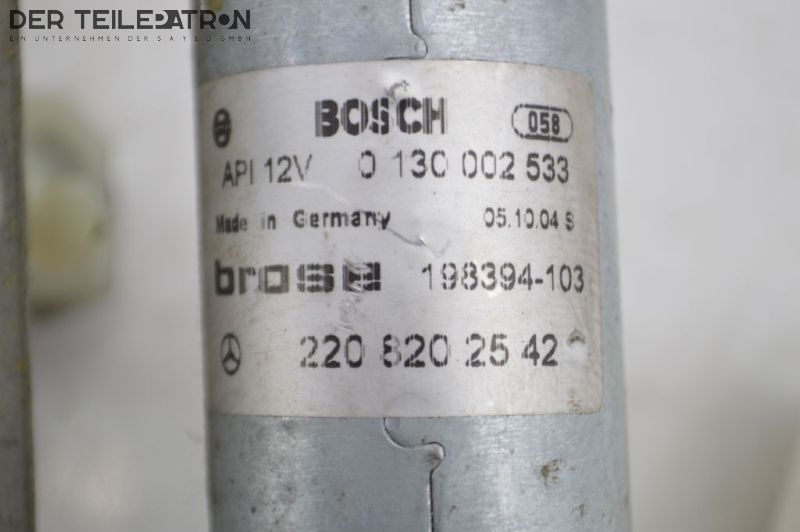 DER TEILEPATRON
EIN UNTERNEHMEN DER S A Y E D GMBH
BOSCH 058
API 12V 0 130 002 533
Made in Germany 05.10.04 S
brose 198394-103
220 820 25 42